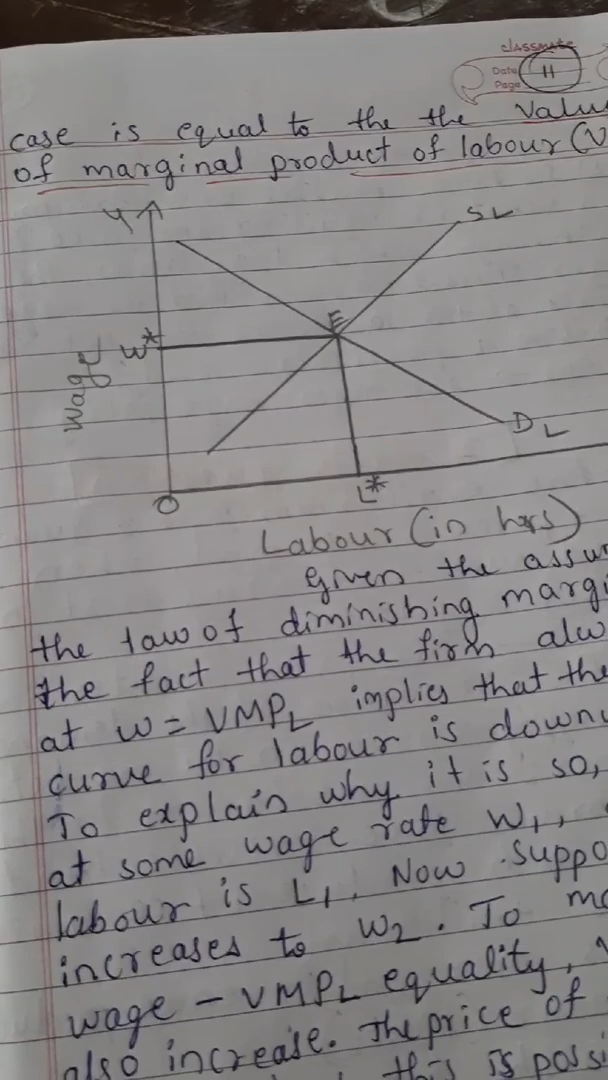 classmate
Date
Page
11
case is equal to the the valu
of marginal product of labour (V
Y
SL
E
W*
Wage
DL
O
L*
Labour (in hrs)
Given the assu
the law of diminishing margi
the fact that the firm alw
at w = VMPL implies that the
curve for labour is down
To explain why it is so,
at some wage rate W1,
labour is L1. Now suppo
increases to W2. To ma
wage - VMPL equality,
also increase. The price of
this is possi